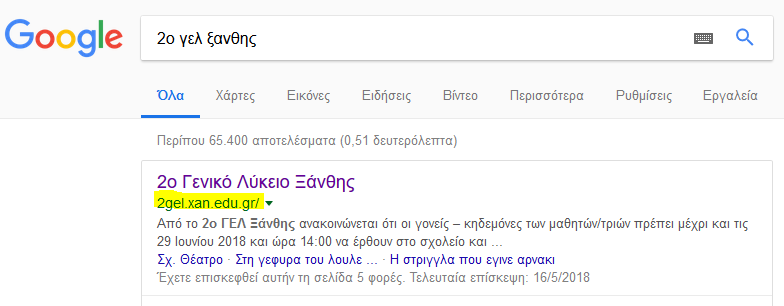 Google
2ο γελ ξανθης
Όλα Χάρτες Εικόνες Ειδήσεις Βίντεο Περισσότερα Ρυθμίσεις Εργαλεία
Περίπου 65.400 αποτελέσματα (0,51 δευτερόλεπτα)
2ο Γενικό Λύκειο Ξάνθης
2gel.xan.edu.gr/
Από το 2ο ΓΕΛ Ξάνθης ανακοινώνεται ότι οι γονείς – κηδεμόνες των μαθητών/τριών πρέπει μέχρι και τις
29 Ιουνίου 2018 και ώρα 14:00 να έρθουν στο σχολείο και ...
Σχ. Θέατρο · Στη γεφυρα του λουλε ... · Η στριγγλα που εγινε αρνακι
Έχετε επισκεφθεί αυτήν τη σελίδα 5 φορές. Τελευταία επίσκεψη: 16/5/2018